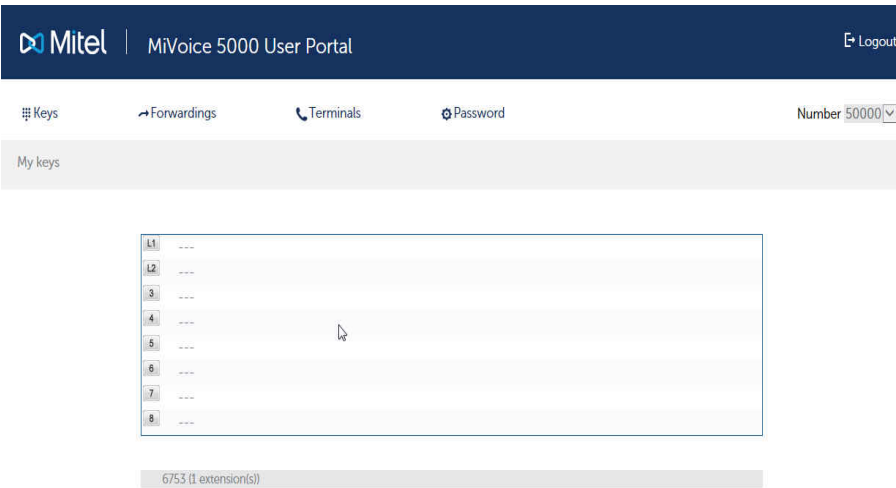 Mitel MiVoice 5000 User Portal Logout
Keys Forwardings Terminals Password Number 50000
My keys
L1 ---
L2 ---
3 ---
4 ---
5 ---
6 ---
7 ---
8 ---
6753 (1 extension(s))